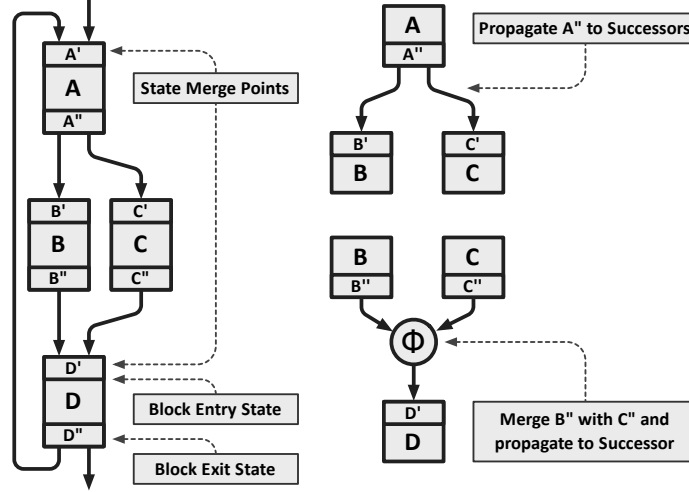 A'
A
A"
State Merge Points
B'
B
B"
C'
C
C"
D'
D
D"
Block Entry State
Block Exit State
A
A"
Propagate A" to Successors
B'
B
C'
C
B
B"
C
C"
Φ
D'
D
Merge B" with C" and
propagate to Successor